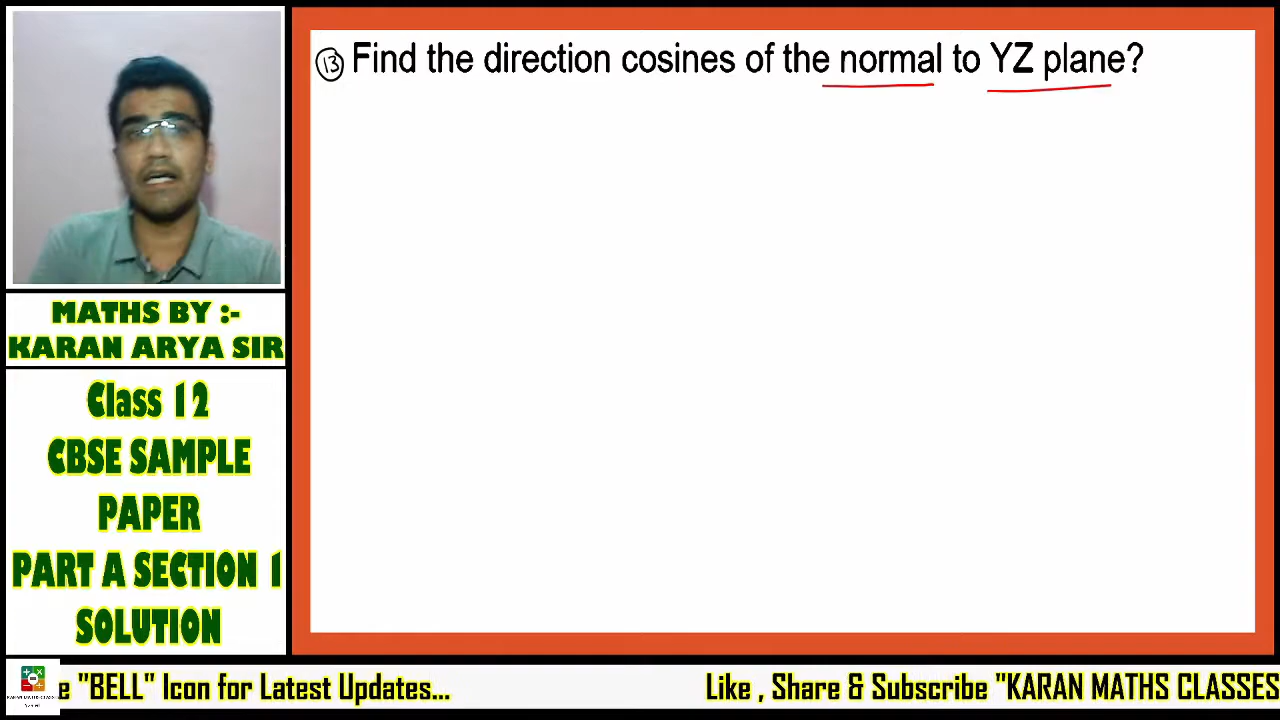 ⑬ Find the direction cosines of the normal to YZ plane?
MATHS BY :-
KARAN ARYA SIR
Class 12
CBSE SAMPLE
PAPER
PART A SECTION 1
SOLUTION
e "BELL" Icon for Latest Updates... Like , Share & Subscribe "KARAN MATHS CLASSES